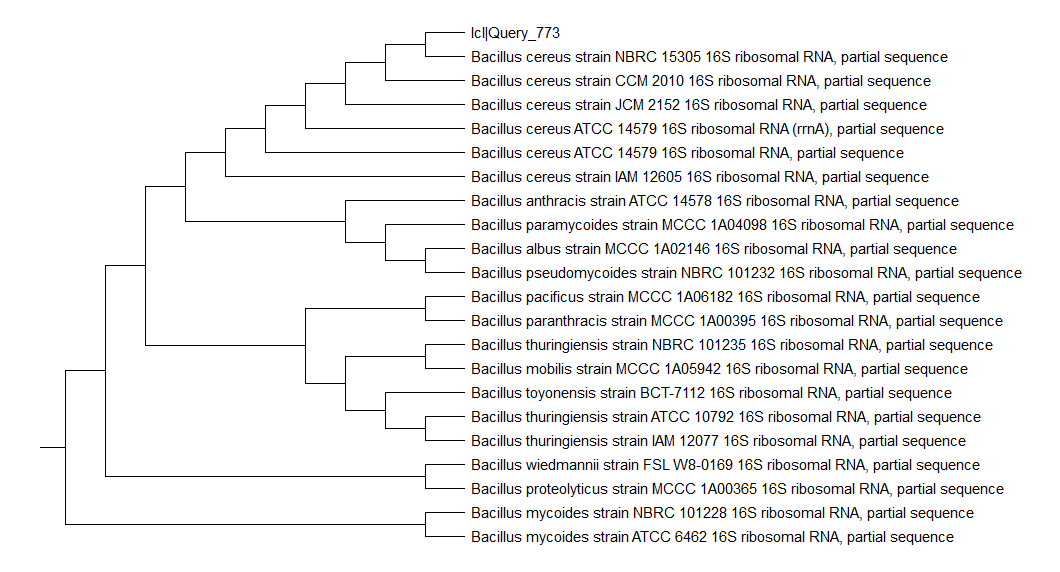 lcl|Query_773
Bacillus cereus strain NBRC 15305 16S ribosomal RNA, partial sequence
Bacillus cereus strain CCM 2010 16S ribosomal RNA, partial sequence
Bacillus cereus strain JCM 2152 16S ribosomal RNA, partial sequence
Bacillus cereus ATCC 14579 16S ribosomal RNA (rrnA), partial sequence
Bacillus cereus ATCC 14579 16S ribosomal RNA, partial sequence
Bacillus cereus strain IAM 12605 16S ribosomal RNA, partial sequence
Bacillus anthracis strain ATCC 14578 16S ribosomal RNA, partial sequence
Bacillus paramycoides strain MCCC 1A04098 16S ribosomal RNA, partial sequence
Bacillus albus strain MCCC 1A02146 16S ribosomal RNA, partial sequence
Bacillus pseudomycoides strain NBRC 101232 16S ribosomal RNA, partial sequence
Bacillus pacificus strain MCCC 1A06182 16S ribosomal RNA, partial sequence
Bacillus paranthracis strain MCCC 1A00395 16S ribosomal RNA, partial sequence
Bacillus thuringiensis strain NBRC 101235 16S ribosomal RNA, partial sequence
Bacillus mobilis strain MCCC 1A05942 16S ribosomal RNA, partial sequence
Bacillus toyonensis strain BCT-7112 16S ribosomal RNA, partial sequence
Bacillus thuringiensis strain ATCC 10792 16S ribosomal RNA, partial sequence
Bacillus thuringiensis strain IAM 12077 16S ribosomal RNA, partial sequence
Bacillus wiedmannii strain FSL W8-0169 16S ribosomal RNA, partial sequence
Bacillus proteolyticus strain MCCC 1A00365 16S ribosomal RNA, partial sequence
Bacillus mycoides strain NBRC 101228 16S ribosomal RNA, partial sequence
Bacillus mycoides strain ATCC 6462 16S ribosomal RNA, partial sequence